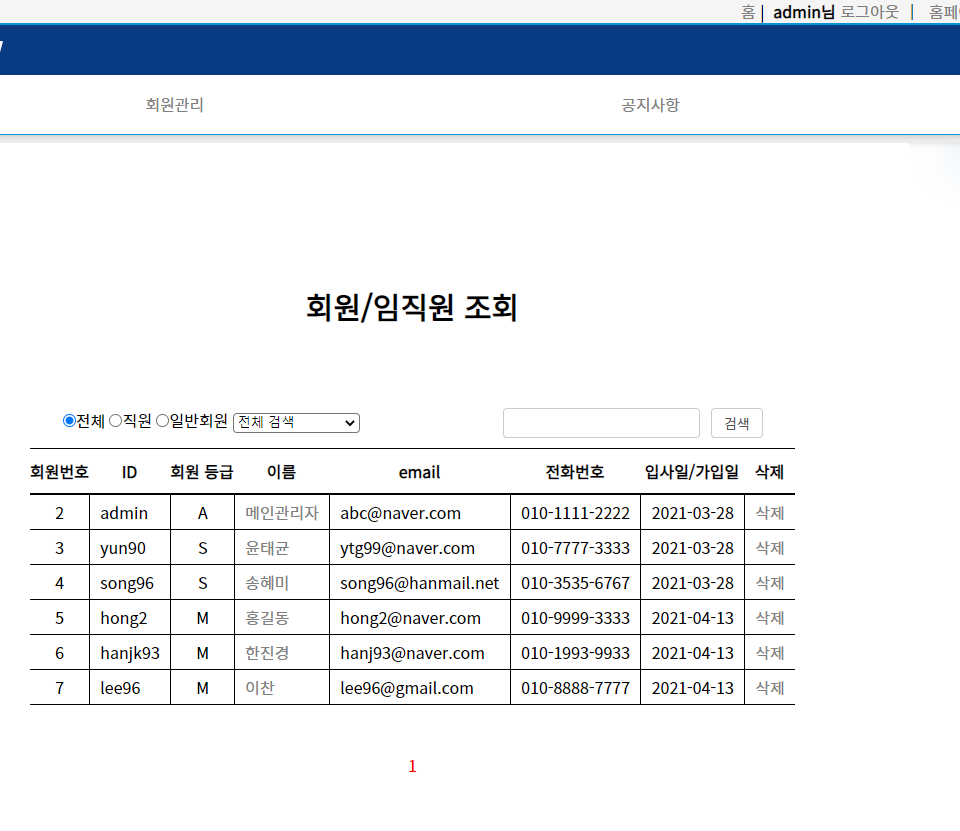 홈 | admin님 로그아웃 | 홈페
회원관리 공지사항
회원/임직원 조회
전체 직원 일반회원 전체 검색 검색
회원번호 ID 회원 등급 이름 email 전화번호 입사일/가입일 삭제
2 admin A 메인관리자 abc@naver.com 010-1111-2222 2021-03-28 삭제
3 yun90 S 윤태균 ytg99@naver.com 010-7777-3333 2021-03-28 삭제
4 song96 S 송혜미 song96@hanmail.net 010-3535-6767 2021-03-28 삭제
5 hong2 M 홍길동 hong2@naver.com 010-9999-3333 2021-04-13 삭제
6 hanjk93 M 한진경 hanj93@naver.com 010-1993-9933 2021-04-13 삭제
7 lee96 M 이찬 lee96@gmail.com 010-8888-7777 2021-04-13 삭제
1